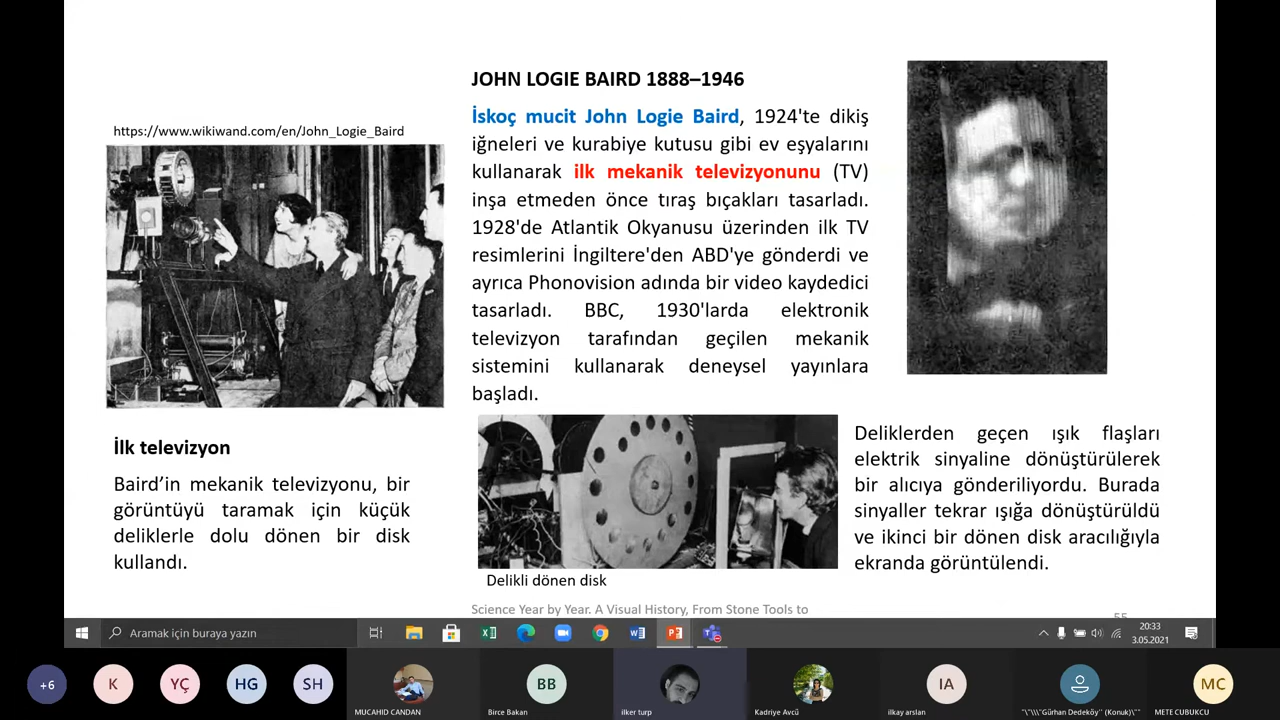 JOHN LOGIE BAIRD 1888–1946
https://www.wikiwand.com/en/John_Logie_Baird
İskoç mucit John Logie Baird, 1924'te dikiş
iğneleri ve kurabiye kutusu gibi ev eşyalarını
kullanarak ilk mekanik televizyonunu (TV)
inşa etmeden önce tıraş bıçakları tasarladı.
1928'de Atlantik Okyanusu üzerinden ilk TV
resimlerini İngiltere'den ABD'ye gönderdi ve
ayrıca Phonovision adında bir video kaydedici
tasarladı. BBC, 1930'larda elektronik
televizyon tarafından geçilen mekanik
sistemini kullanarak deneysel yayınlara
başladı.
İlk televizyon
Baird’in mekanik televizyonu, bir
görüntüyü taramak için küçük
deliklerle dolu dönen bir disk
kullandı.
Delikli dönen disk
Deliklerden geçen ışık flaşları
elektrik sinyaline dönüştürülerek
bir alıcıya gönderiliyordu. Burada
sinyaller tekrar ışığa dönüştürüldü
ve ikinci bir dönen disk aracılığıyla
ekranda görüntülendi.
Science Year by Year. A Visual History, From Stone Tools to
55
Aramak için buraya yazın
20:33
3.05.2021
+6
K
YÇ
HG
SH
MUCAHID CANDAN
BB
Birce Bakan
ilker turp
Kadriye Avcü
IA
ilkay arslan
"\"\\\"Gürhan Dedeköy" (Konuk)\""
MC
METE CUBUKCU